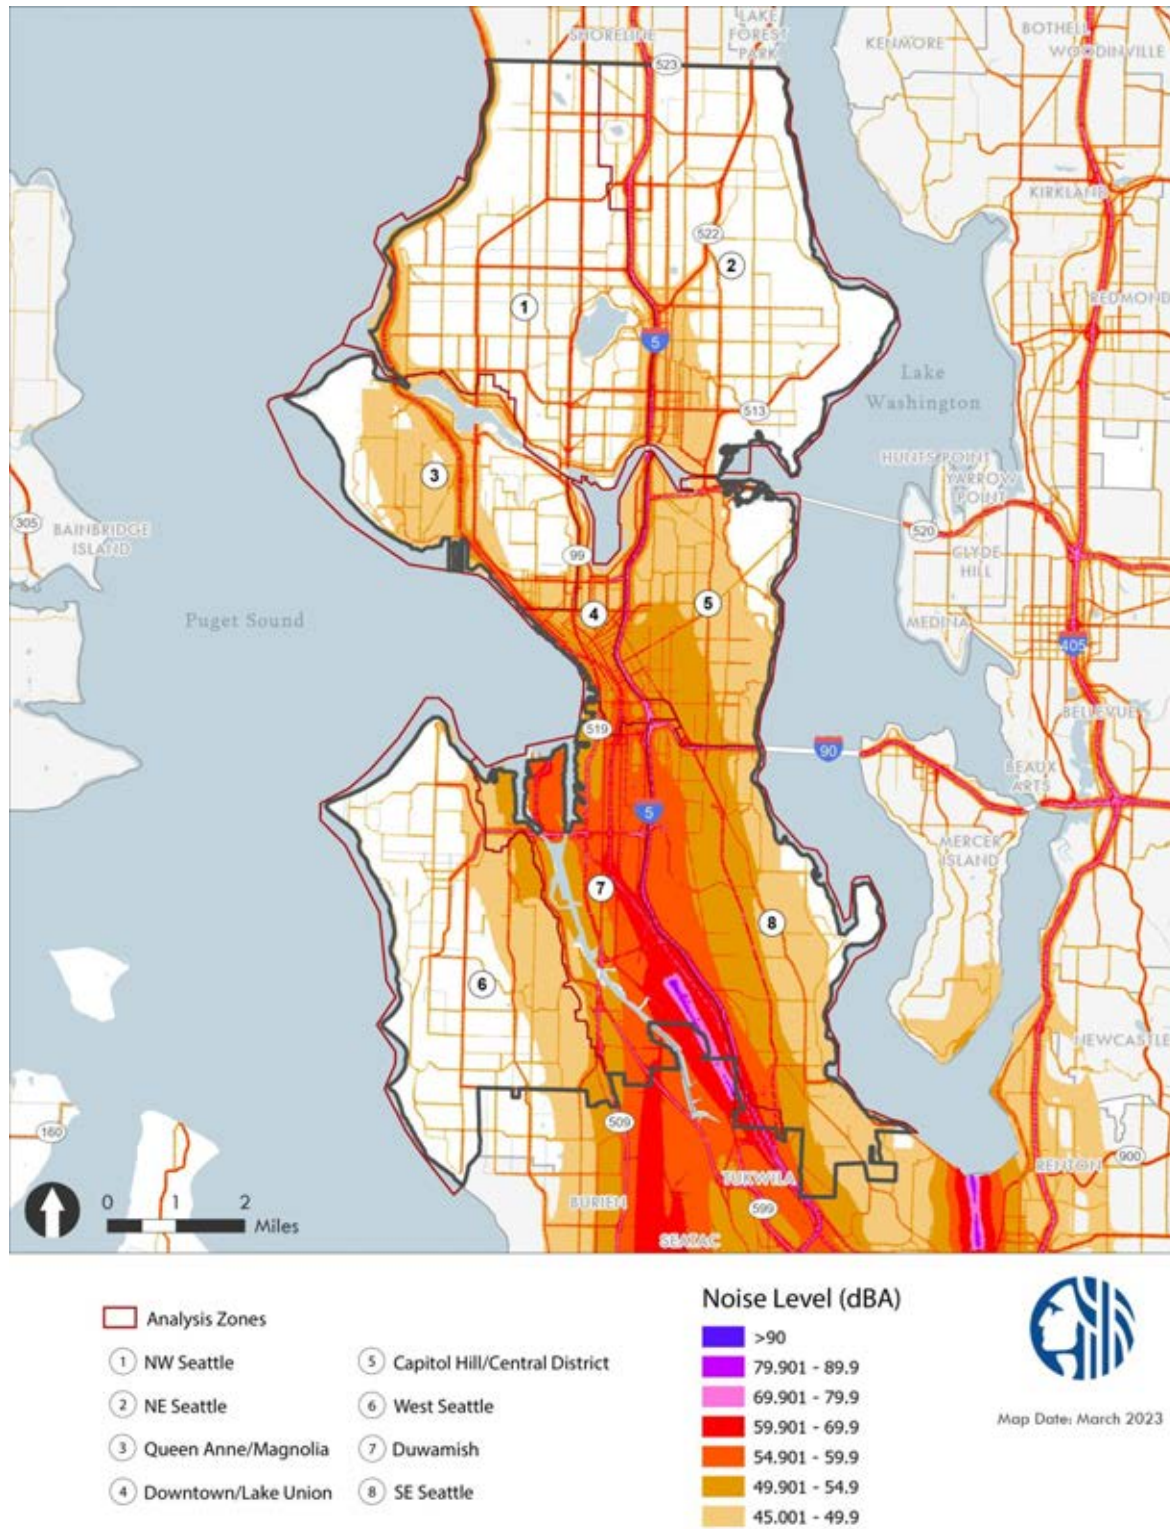 SHORELINE
LAKE
FOREST
PARK
KENMORE
BOTHELL
WOODINVILLE
523
KIRKLAND
522
2
1
REDMOND
5
Lake
Washington
513
HUNTS POINT
YARROW
POINT
3
305
BAINBRIDGE
ISLAND
520
99
CLYDE
HILL
4
5
Puget Sound
MEDINA
405
BELLEVUE
519
90
BEAUX
ARTS
5
MERCER
ISLAND
7
8
6
NEWCASTLE
509
160
RENTON
900
TUKWILA
BURIEN
599
SEATAC
0 1 2
Miles
Analysis Zones
1 NW Seattle
2 NE Seattle
3 Queen Anne/Magnolia
4 Downtown/Lake Union
5 Capitol Hill/Central District
6 West Seattle
7 Duwamish
8 SE Seattle
Noise Level (dBA)
>90
79.901 - 89.9
69.901 - 79.9
59.901 - 69.9
54.901 - 59.9
49.901 - 54.9
45.001 - 49.9
Map Date: March 2023